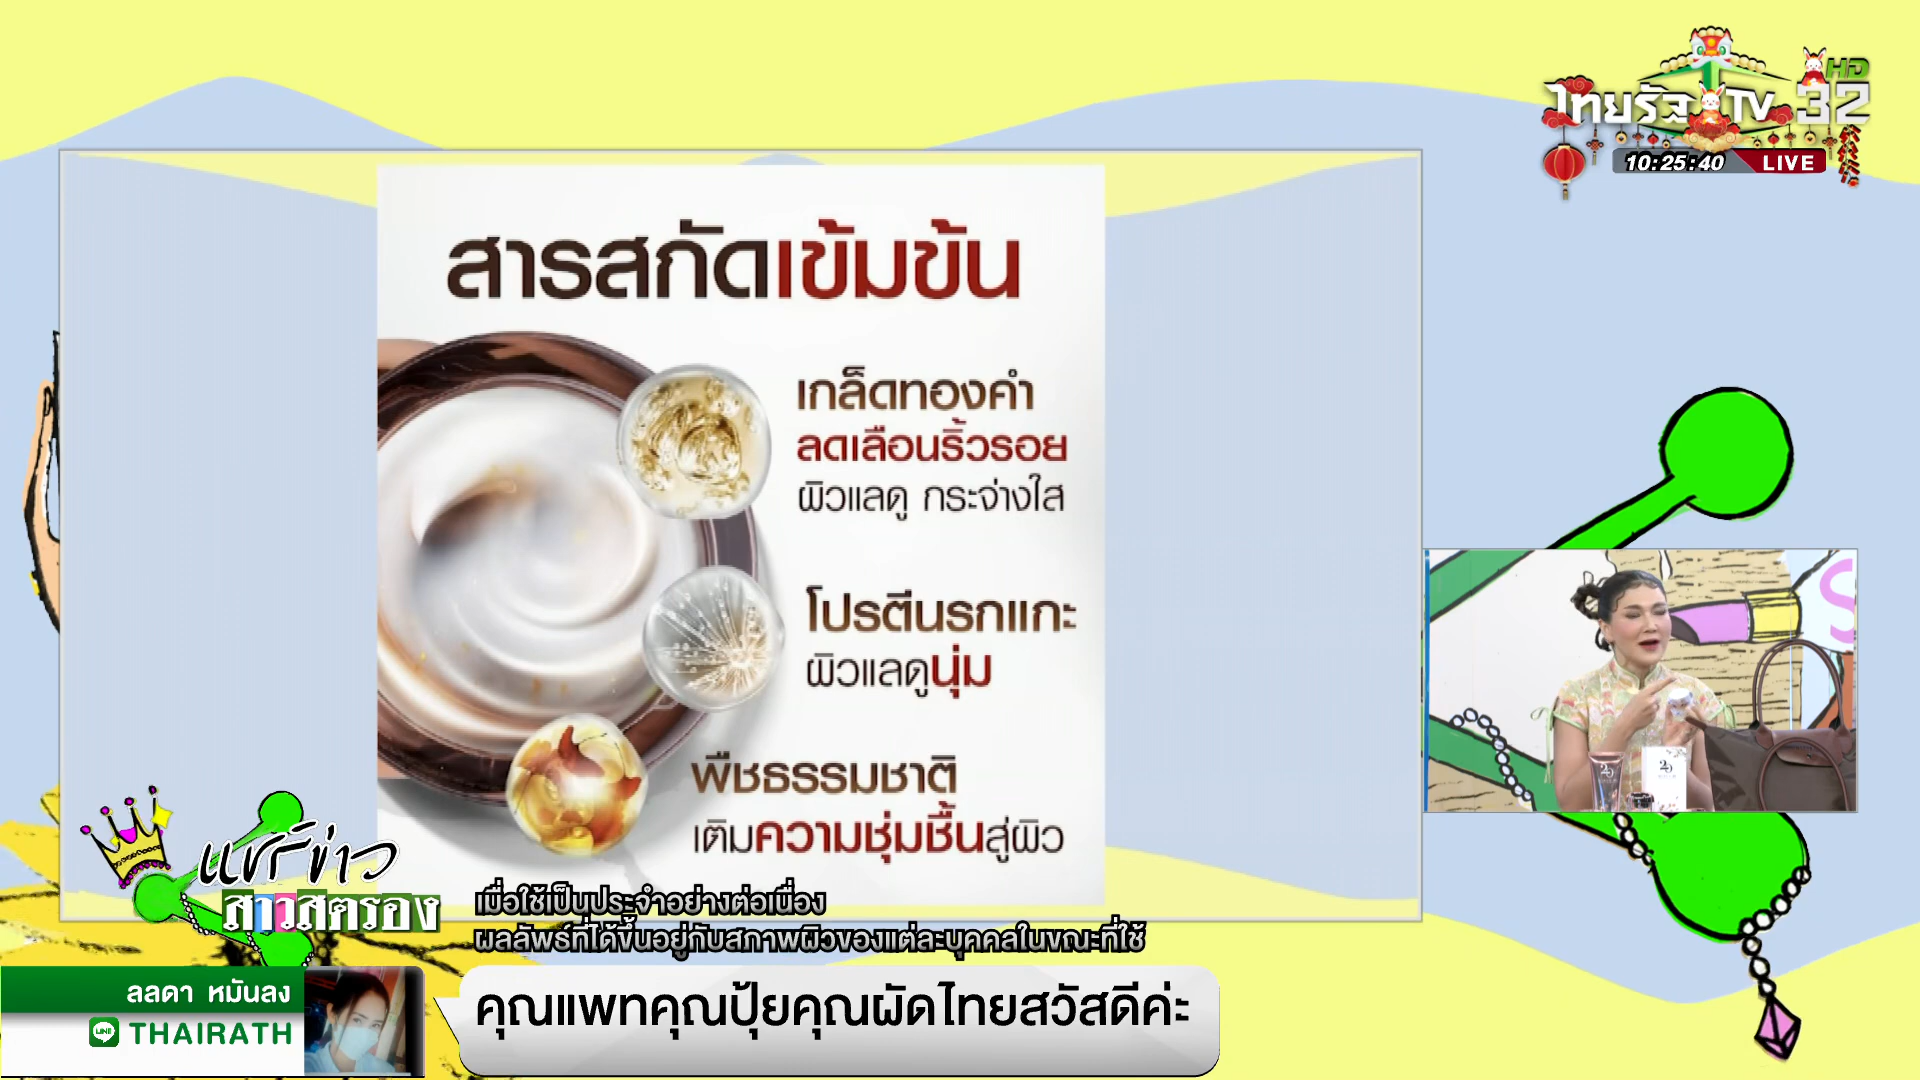 ไทยรัฐ TV 32 HD
10:25:40 LIVE
สารสกัดเข้มข้น
เกล็ดทองคำ
ลดเลือนริ้วรอย
ผิวแลดู กระจ่างใส
โปรตีนรกแกะ
ผิวแลดูนุ่ม
พืชธรรมชาติ
เติมความชุ่มชื้นสู่ผิว
แชร์ข่าว
สาวสตรอง
เมื่อใช้เป็นประจำอย่างต่อเนื่อง
ผลลัพธ์ที่ได้ขึ้นอยู่กับสภาพผิวของแต่ละบุคคลในขณะที่ใช้
ลลดา หมันลง
LINE THAIRATH
คุณแพทคุณปุ้ยคุณผัดไทยสวัสดีค่ะ